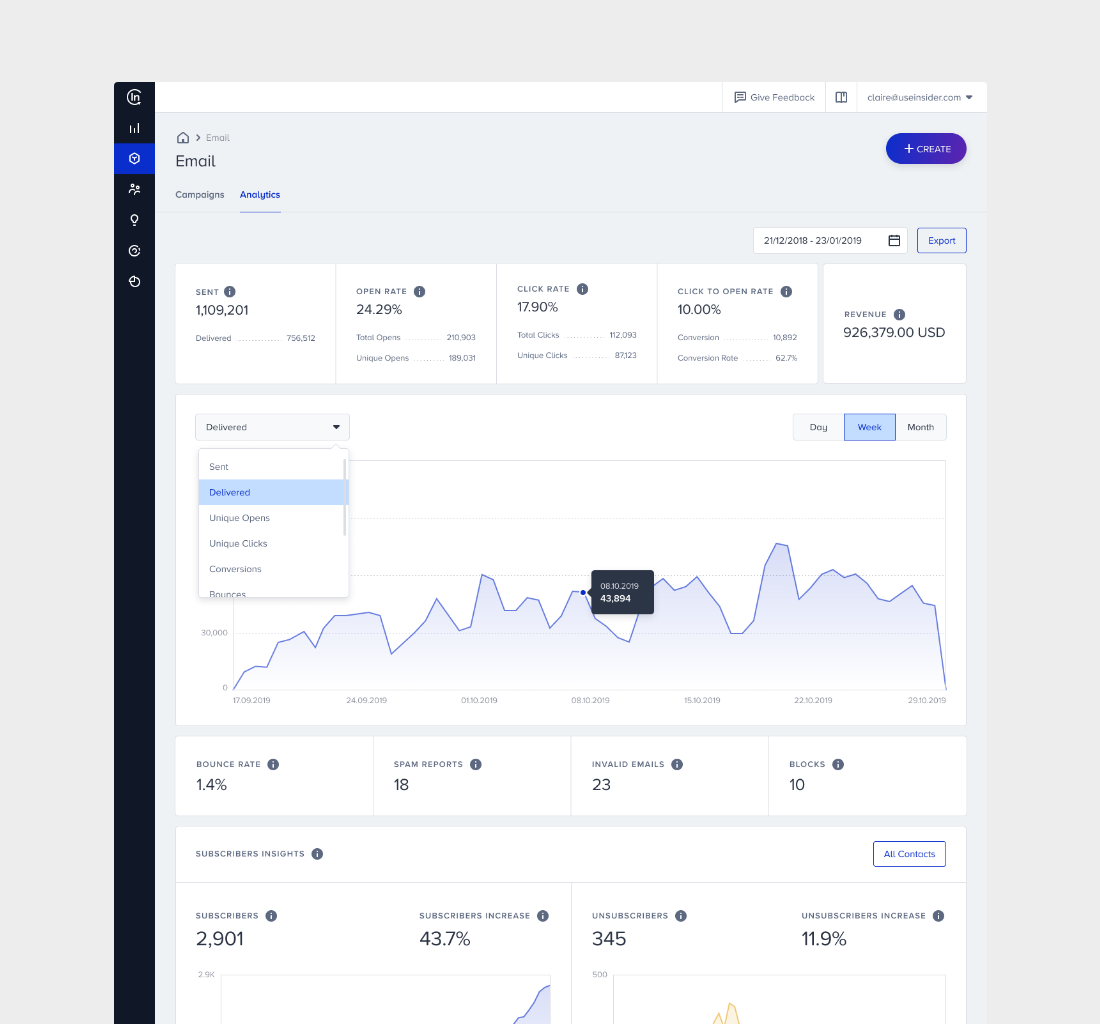 In
Give Feedback
claire@useinsider.com
Email
Email
+ CREATE
Campaigns Analytics
21/12/2018 - 23/01/2019
Export
SENT
1,109,201
Delivered ............. 756,512
OPEN RATE
24.29%
Total Opens ............ 210,903
Unique Opens ......... 189,031
CLICK RATE
17.90%
Total Clicks ............ 112,093
Unique Clicks ........... 87,123
CLICK TO OPEN RATE
10.00%
Conversion .............. 10,892
Conversion Rate ........ 62.7%
REVENUE
926,379.00 USD
Delivered
Day Week Month
Sent
Delivered
Unique Opens
Unique Clicks
Conversions
Bounces
08.10.2019
43,894
30,000
0
17.09.2019 24.09.2019 01.10.2019 08.10.2019 15.10.2019 22.10.2019 29.10.2019
BOUNCE RATE
1.4%
SPAM REPORTS
18
INVALID EMAILS
23
BLOCKS
10
SUBSCRIBERS INSIGHTS
All Contacts
SUBSCRIBERS
2,901
SUBSCRIBERS INCREASE
43.7%
UNSUBSCRIBERS
345
UNSUBSCRIBERS INCREASE
11.9%
2.9K
500